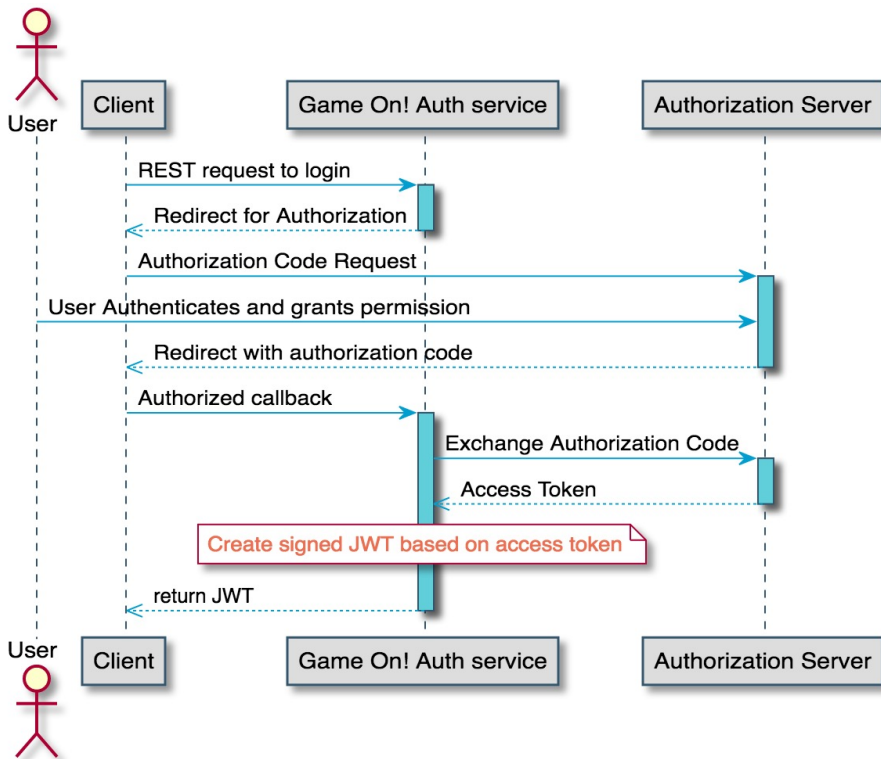 User
Client
Game On! Auth service
Authorization Server
REST request to login
Redirect for Authorization
Authorization Code Request
User Authenticates and grants permission
Redirect with authorization code
Authorized callback
Exchange Authorization Code
Access Token
Create signed JWT based on access token
return JWT
User
Client
Game On! Auth service
Authorization Server